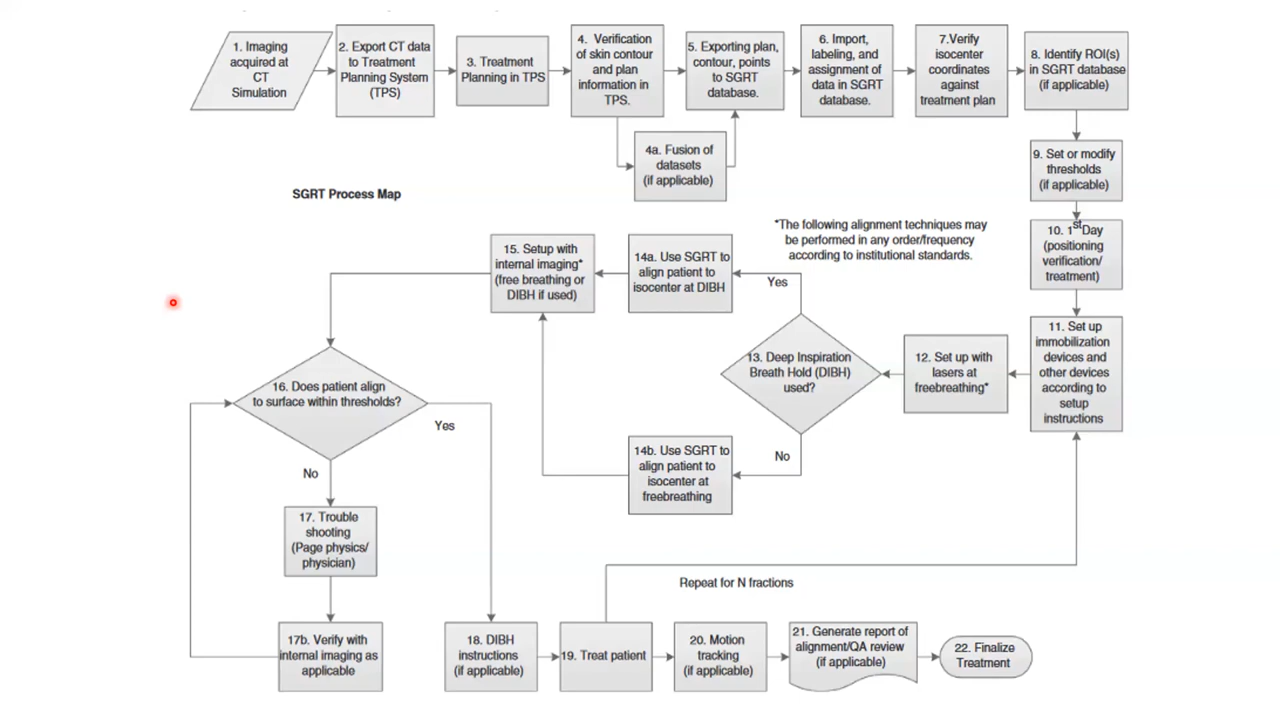 1. Imaging
acquired at
CT
Simulation
2. Export CT data
to Treatment
Planning System
(TPS)
3. Treatment
Planning in TPS
4. Verification
of skin contour
and plan
information in
TPS.
4a. Fusion of
datasets
(if applicable)
5. Exporting plan,
contour, points
to SGRT
database.
6. Import,
labeling, and
assignment of
data in SGRT
database.
7.Verify
isocenter
coordinates
against
treatment plan
8. Identify ROI(s)
in SGRT database
(if applicable)
9. Set or modify
thresholds
(if applicable)
SGRT Process Map
*The following alignment techniques may
be performed in any order/frequency
according to institutional standards.
10. 1st Day
(positioning
verification/
treatment)
11. Set up
immobilization
devices and
other devices
according to
setup
instructions
12. Set up with
lasers at
freebreathing*
13. Deep Inspiration
Breath Hold (DIBH)
used?
Yes
14a. Use SGRT to
align patient to
isocenter at DIBH
No
14b. Use SGRT to
align patient to
isocenter at
freebreathing
15. Setup with
internal imaging*
(free breathing or
DIBH if used)
16. Does patient align
to surface within thresholds?
Yes
No
17. Trouble
shooting
(Page physics/
physician)
17b. Verify with
internal imaging as
applicable
18. DIBH
instructions
(if applicable)
19. Treat patient
Repeat for N fractions
20. Motion
tracking
(if applicable)
21. Generate report of
alignment/QA review
(if applicable)
22. Finalize
Treatment